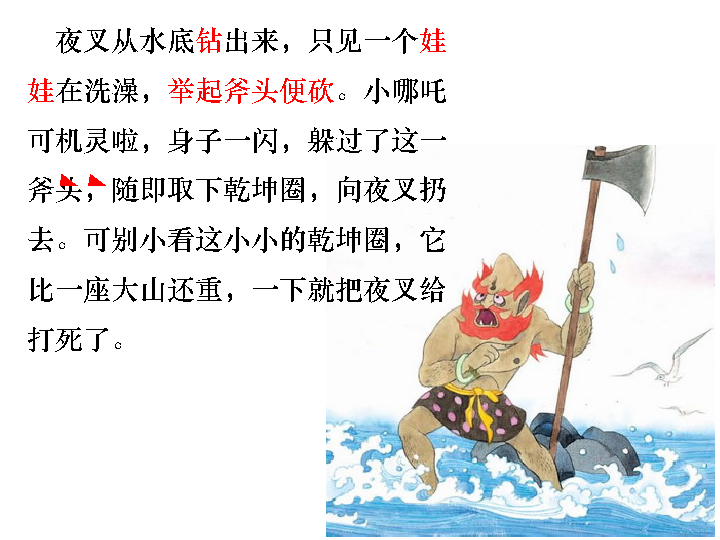 夜叉从水底钻出来，只见一个娃
娃在洗澡，举起斧头便砍。小哪吒
可机灵啦，身子一闪，躲过了这一
斧头，随即取下乾坤圈，向夜叉扔
去。可别小看这小小的乾坤圈，它
比一座大山还重，一下就把夜叉给
打死了。